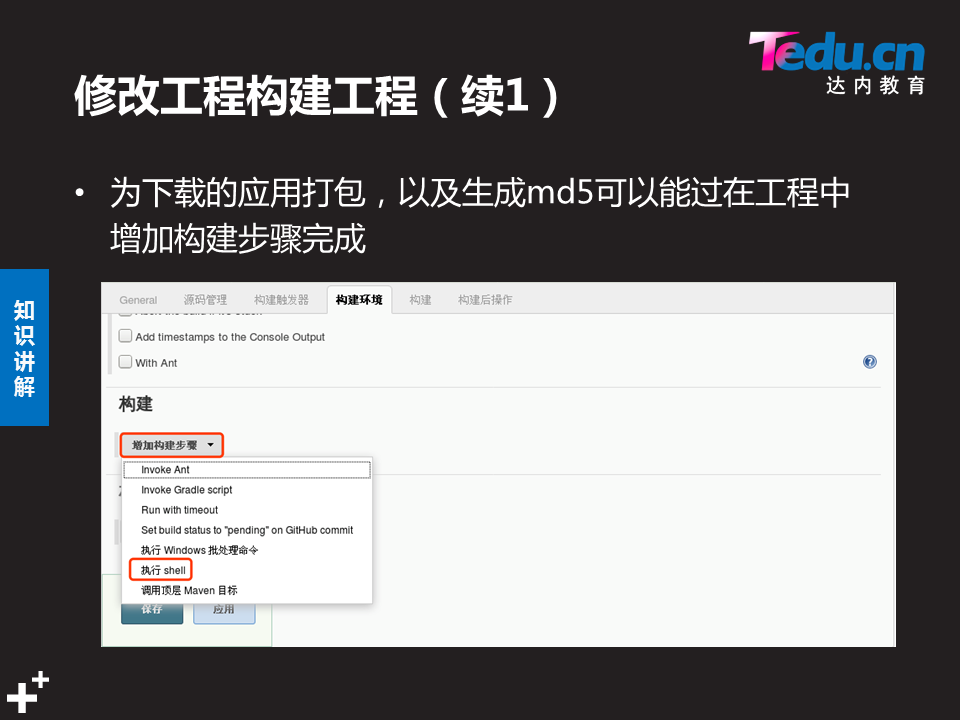 Tedu.cn
达内教育
修改工程构建工程（续1）
• 为下载的应用打包，以及生成md5可以能过在工程中
增加构建步骤完成
知识讲解
General 源码管理 构建触发器 构建环境 构建 构建后操作
Add timestamps to the Console Output
With Ant
构建
增加构建步骤
Invoke Ant
Invoke Gradle script
Run with timeout
Set build status to "pending" on GitHub commit
执行 Windows 批处理命令
执行 shell
调用顶层 Maven 目标
保存 应用